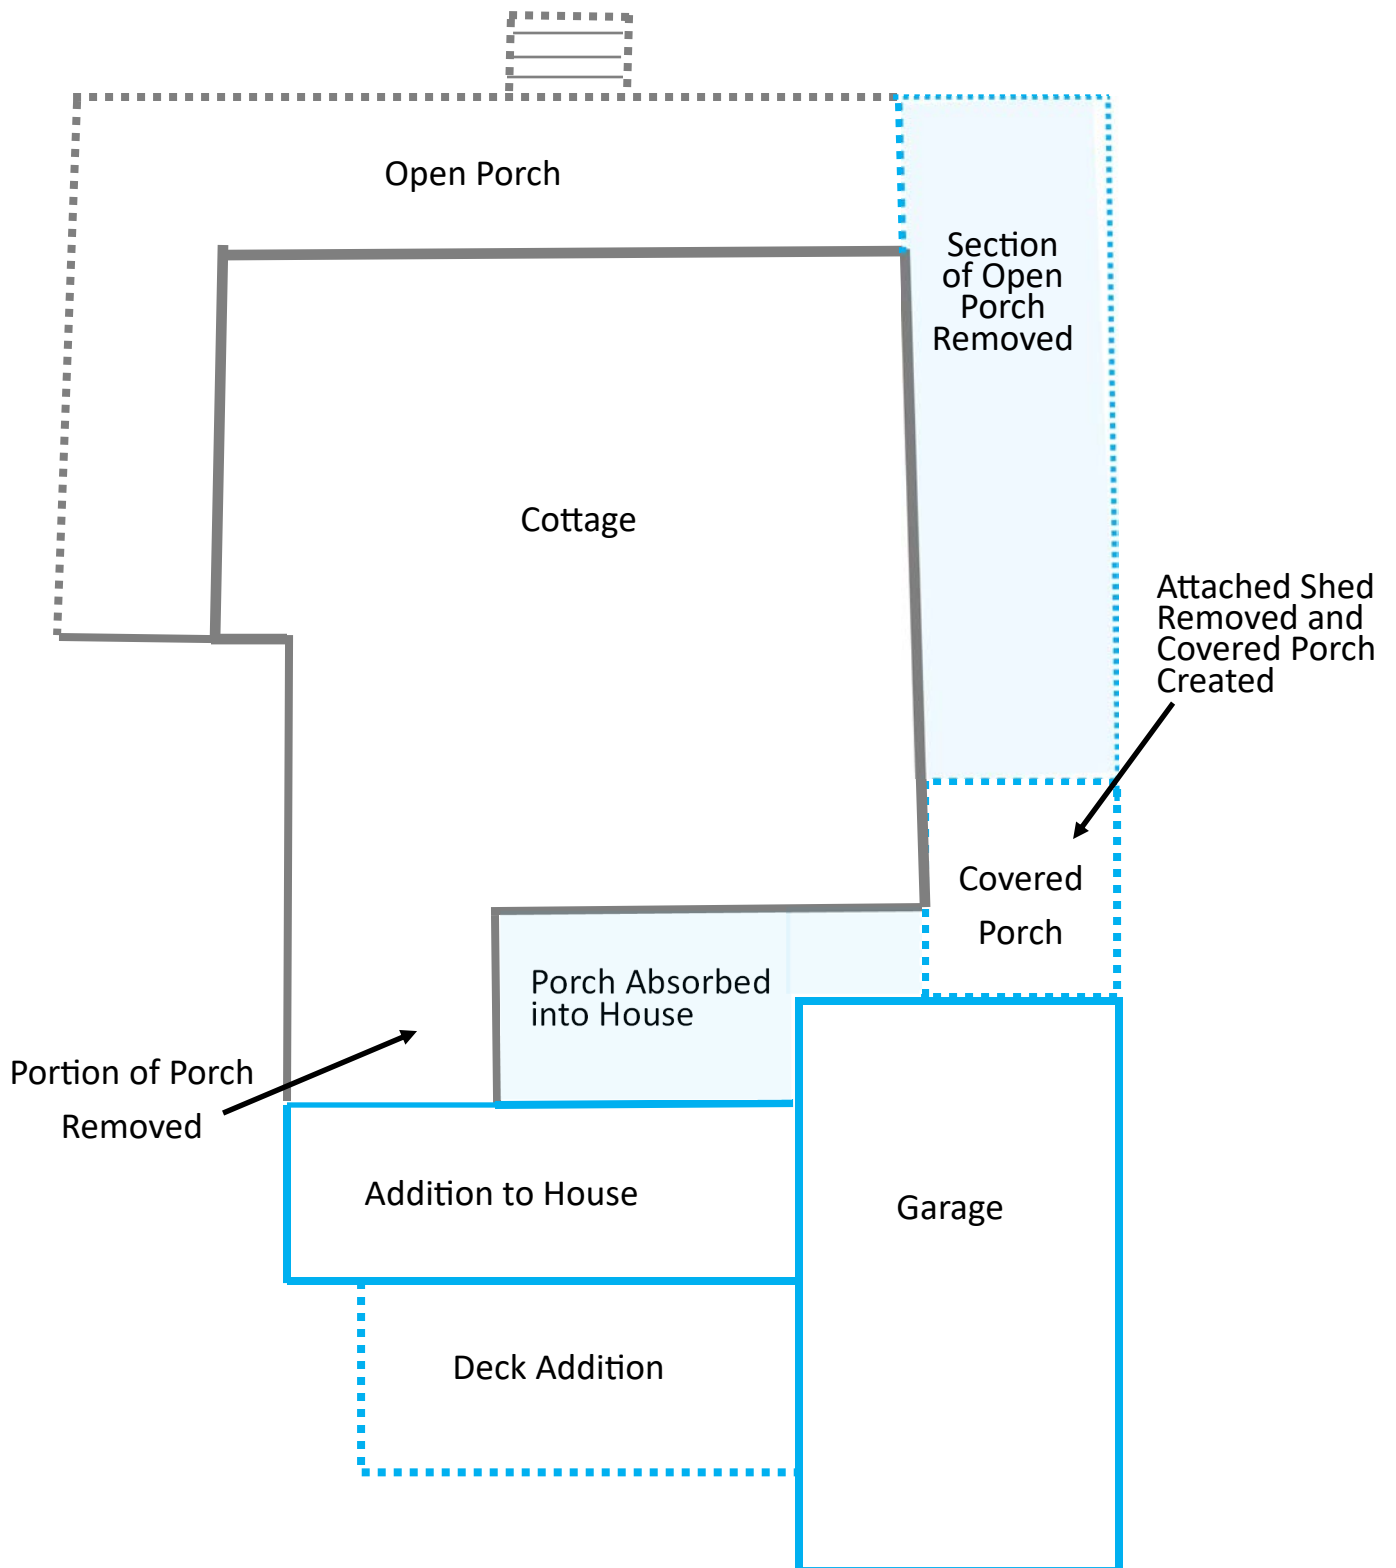 Open Porch
Section
of Open
Porch
Removed
Cottage
Attached Shed
Removed and
Covered Porch
Created
Covered
Porch
Porch Absorbed
into House
Portion of Porch
Removed
Addition to House
Garage
Deck Addition